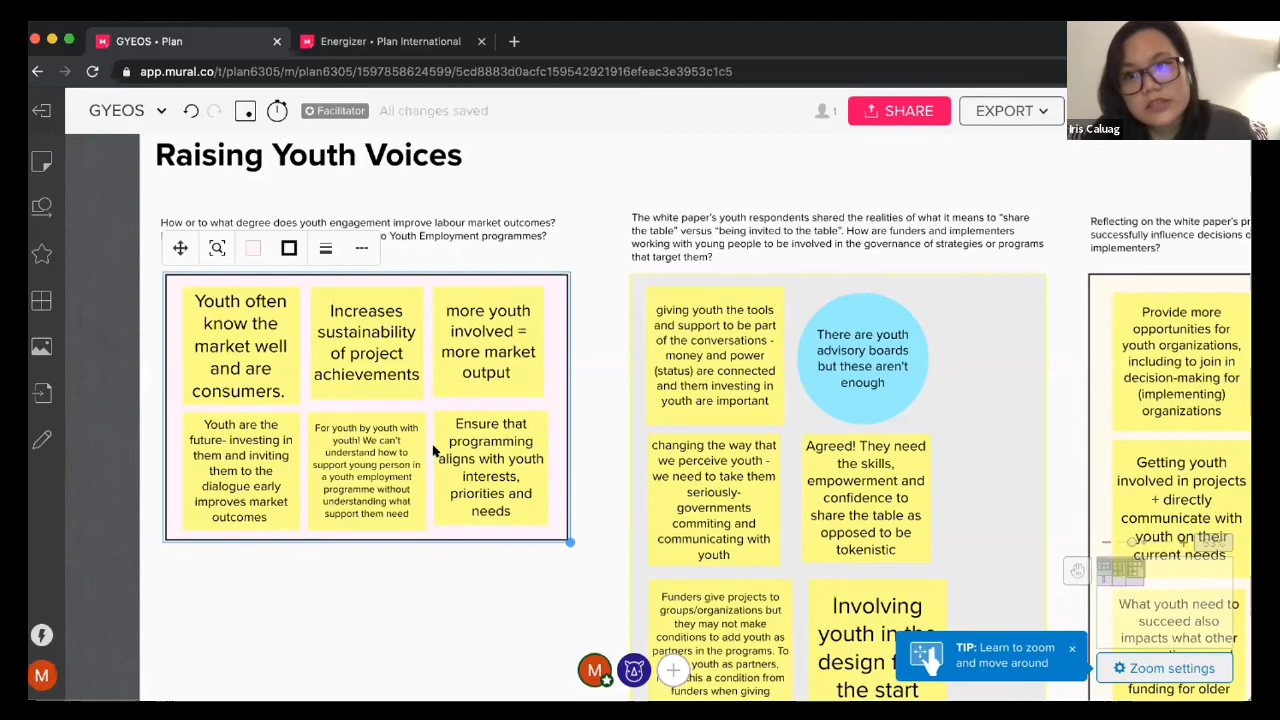 GYEOS • Plan
Energizer • Plan International
app.mural.co/t/plan6305/m/plan6305/1597858624599/5cd8883d0acfc159542921916efeac3e3953c1c5
Iris Caluag
GYEOS
Facilitator
All changes saved
1
SHARE
EXPORT
Raising Youth Voices
How or to what degree does youth engagement improve labour market outcomes?
to Youth Employment programmes?"
Youth often
know the
market well
and are
consumers.
Increases
sustainability
of project
achievements
more youth
involved =
more market
output
Youth are the
future- investing in
them and inviting
them to the
dialogue early
improves market
outcomes
For youth by youth with
youth! We can't
understand how to
support young person in
a youth employment
programme without
understanding what
support them need
Ensure that
programming
aligns with youth
interests,
priorities and
needs
The white paper's youth respondents shared the realities of what it means to "share
the table" versus "being invited to the table". How are funders and implementers
working with young people to be involved in the governance of strategies or programs
that target them?
giving youth the tools
and support to be part
of the conversations -
money and power
(status) are connected
and them investing in
youth are important
There are youth
advisory boards
but these aren't
enough
changing the way that
we perceive youth -
we need to take them
seriously-
governments
commiting and
communicating with
youth
Agreed! They need
the skills,
empowerment and
confidence to
share the table as
opposed to be
tokenistic
Funders give projects to
groups/organizations but
they may not make
conditions to add youth as
partners in the programs. To
youth as partners,
this a condition from
funders when giving
Involving
youth in the
design
the start
Reflecting on the white paper's
successfully influence decisions
implementers?
Provide more
opportunities for
youth organizations,
including to join in
decision-making for
(implementing)
organizations
Getting youth
involved in projects
+ directly
communicate with
youth on their
current needs
What youth need to
succeed also
impacts what other
funding for older
TIP: Learn to zoom
and move around
Zoom settings
M
M